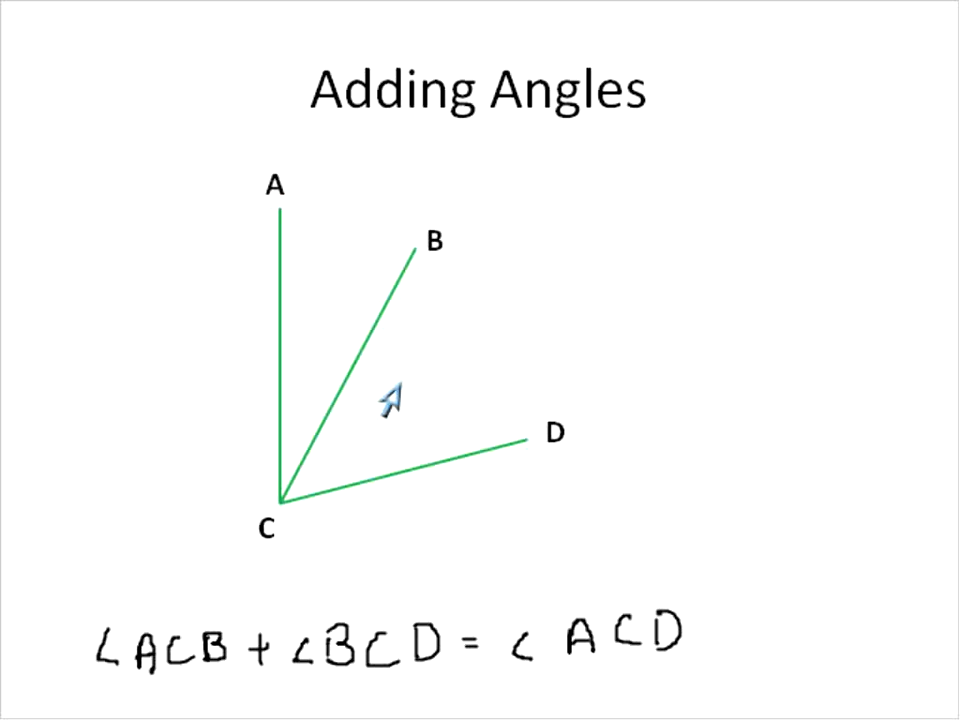 Adding Angles
A
B
D
C
∠ACB + ∠BCD = ∠ACD